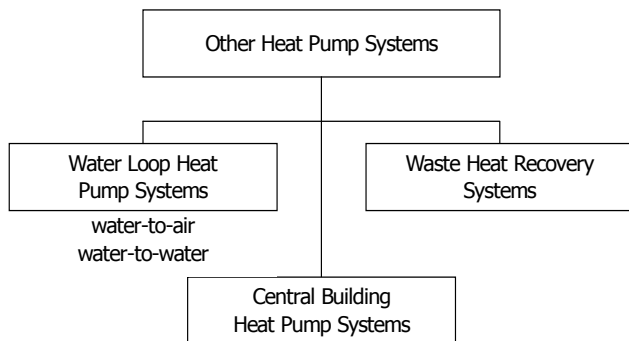 Other Heat Pump Systems
Water Loop Heat
Pump Systems
water-to-air
water-to-water
Waste Heat Recovery
Systems
Central Building
Heat Pump Systems